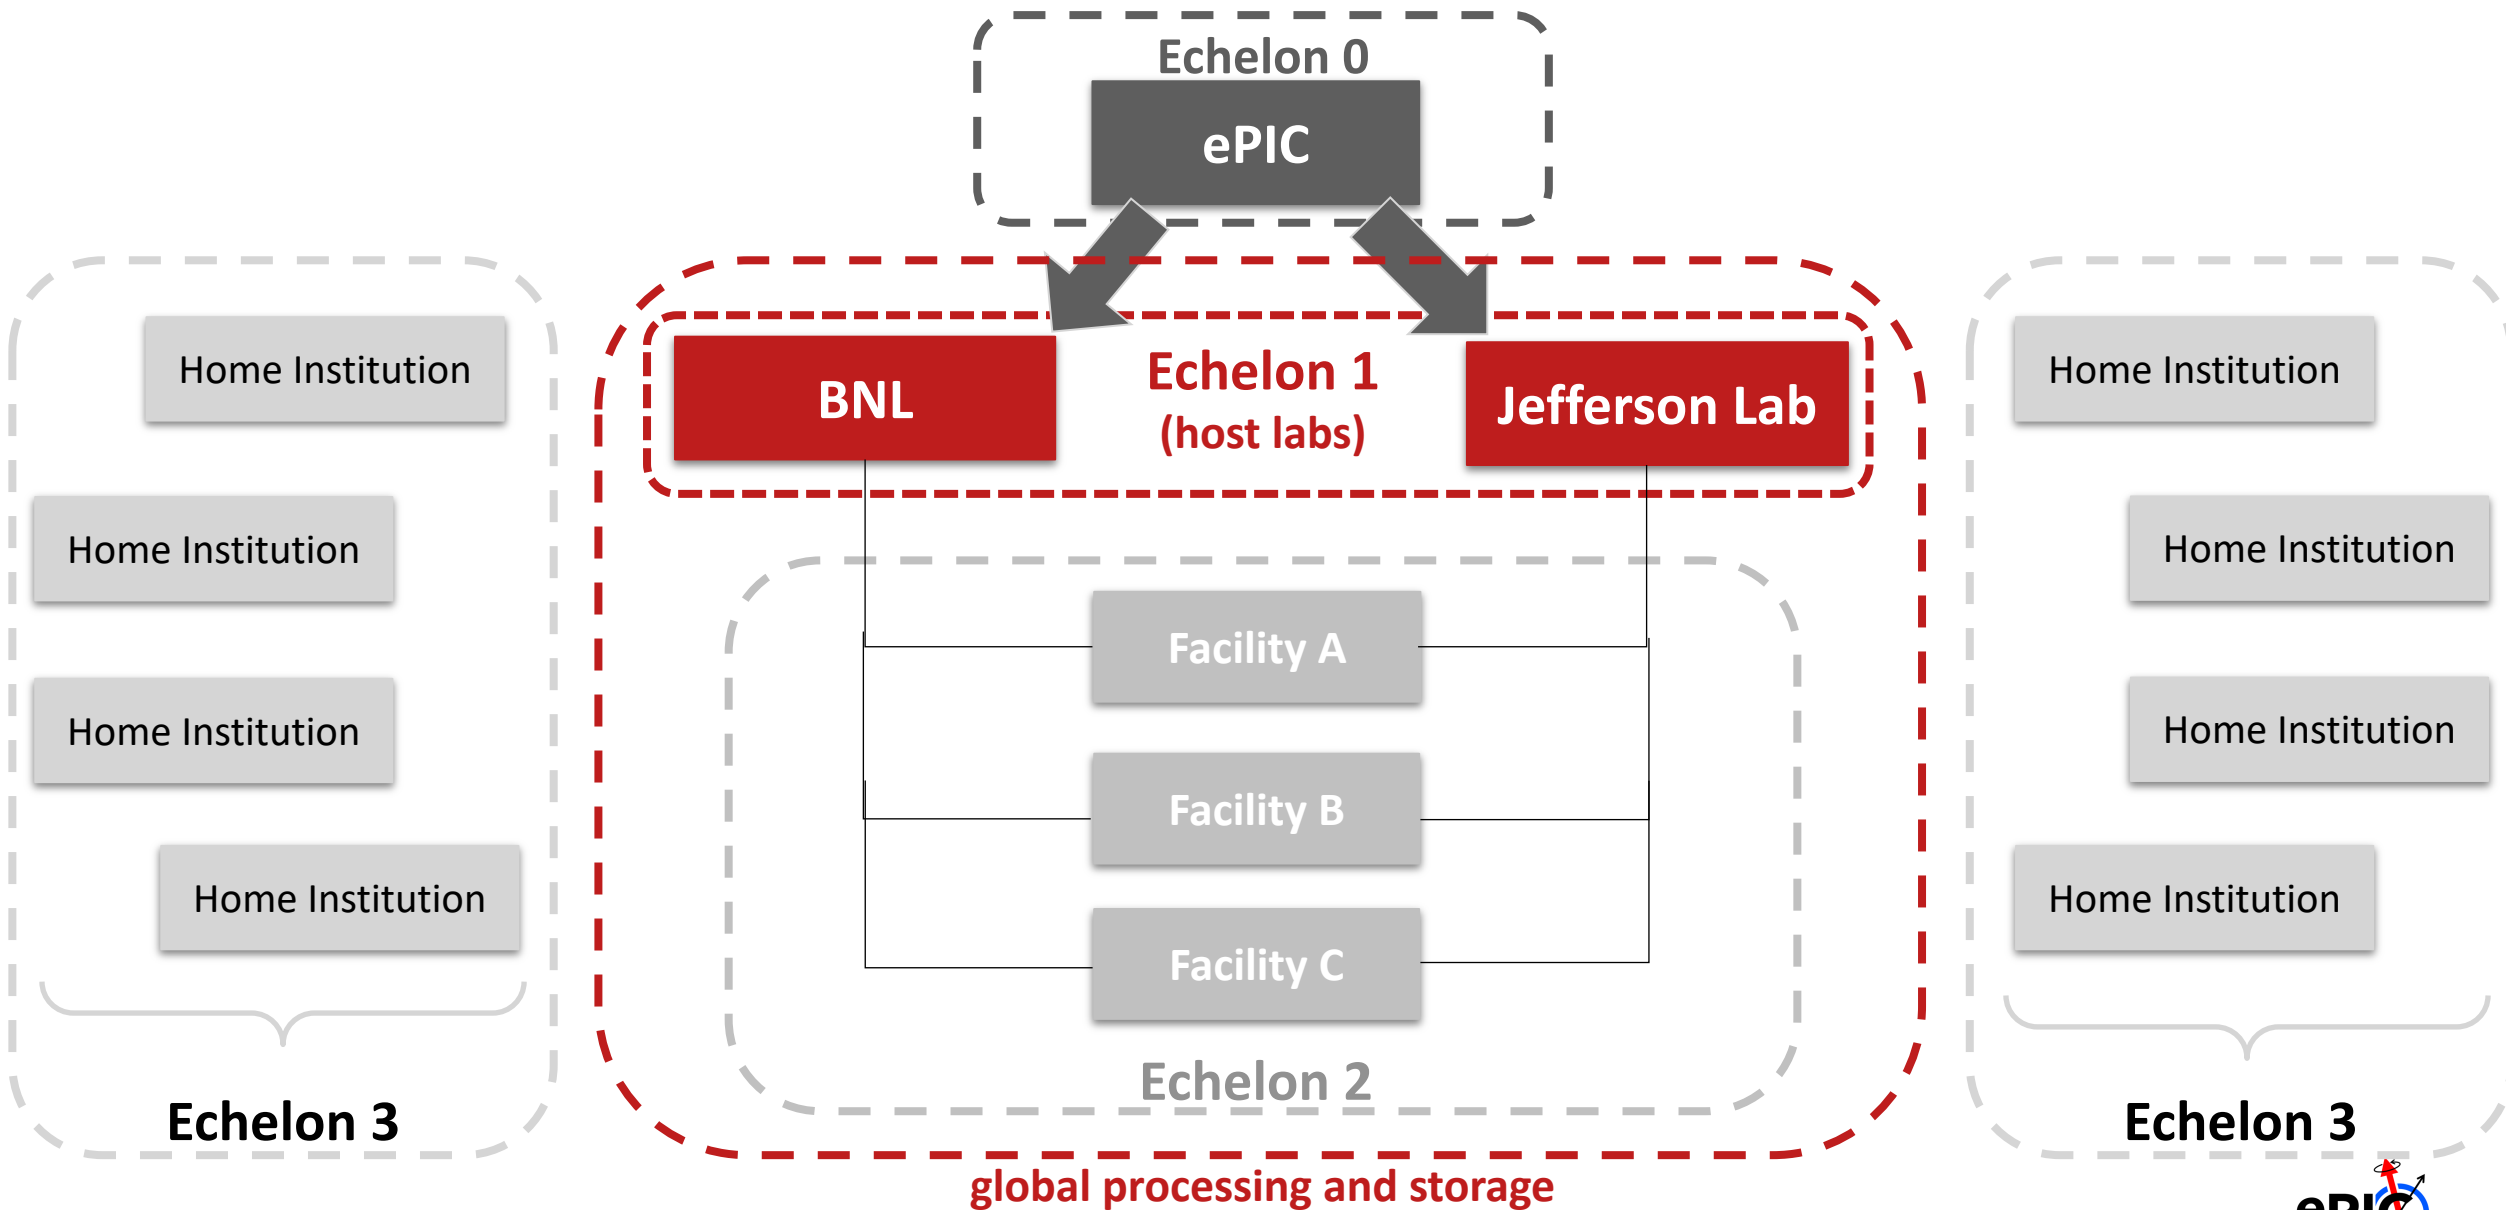 Echelon 0
ePIC
BNL
Echelon 1
(host labs)
Jefferson Lab
Home Institution
Home Institution
Home Institution
Home Institution
Echelon 3
Facility A
Facility B
Facility C
Echelon 2
global processing and storage
Home Institution
Home Institution
Home Institution
Home Institution
Echelon 3
ePIC